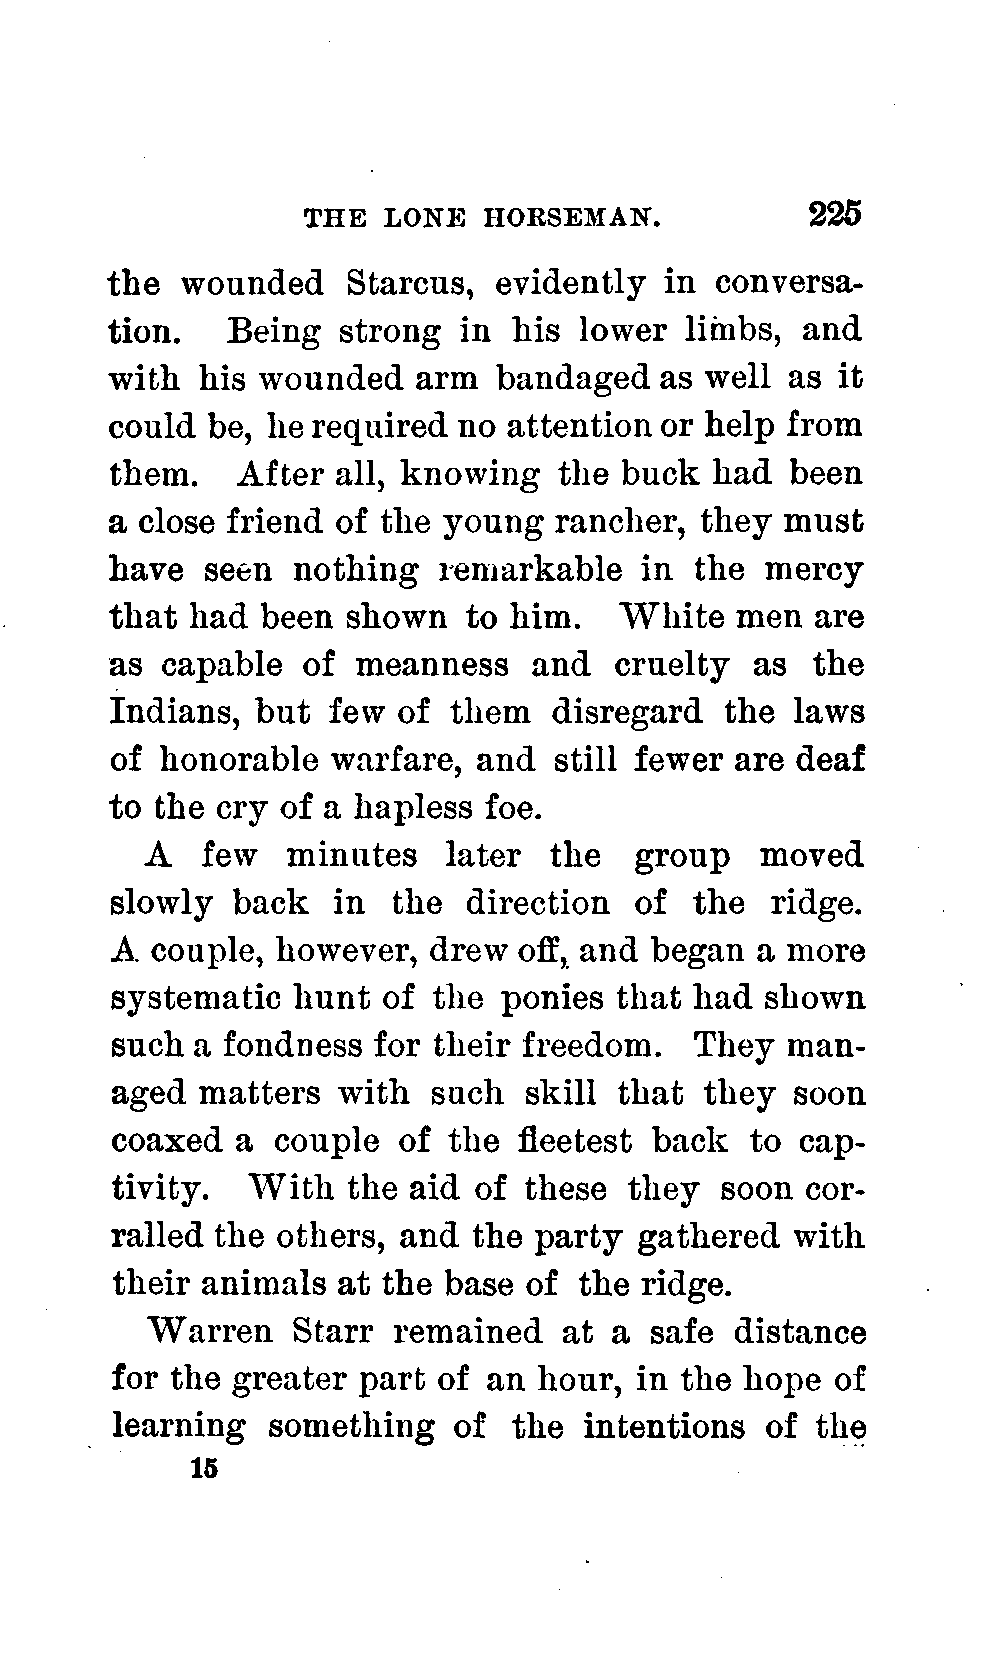 THE LONE HORSEMAN. 225
the wounded Starcus, evidently in conversa-
tion. Being strong in his lower limbs, and
with his wounded arm bandaged as well as it
could be, he required no attention or help from
them. After all, knowing the buck had been
a close friend of the young rancher, they must
have seen nothing remarkable in the mercy
that had been shown to him. White men are
as capable of meanness and cruelty as the
Indians, but few of them disregard the laws
of honorable warfare, and still fewer are deaf
to the cry of a hapless foe.
A few minutes later the group moved
slowly back in the direction of the ridge.
A couple, however, drew off, and began a more
systematic hunt of the ponies that had shown
such a fondness for their freedom. They man-
aged matters with such skill that they soon
coaxed a couple of the fleetest back to cap-
tivity. With the aid of these they soon cor-
ralled the others, and the party gathered with
their animals at the base of the ridge.
Warren Starr remained at a safe distance
for the greater part of an hour, in the hope of
learning something of the intentions of the
15